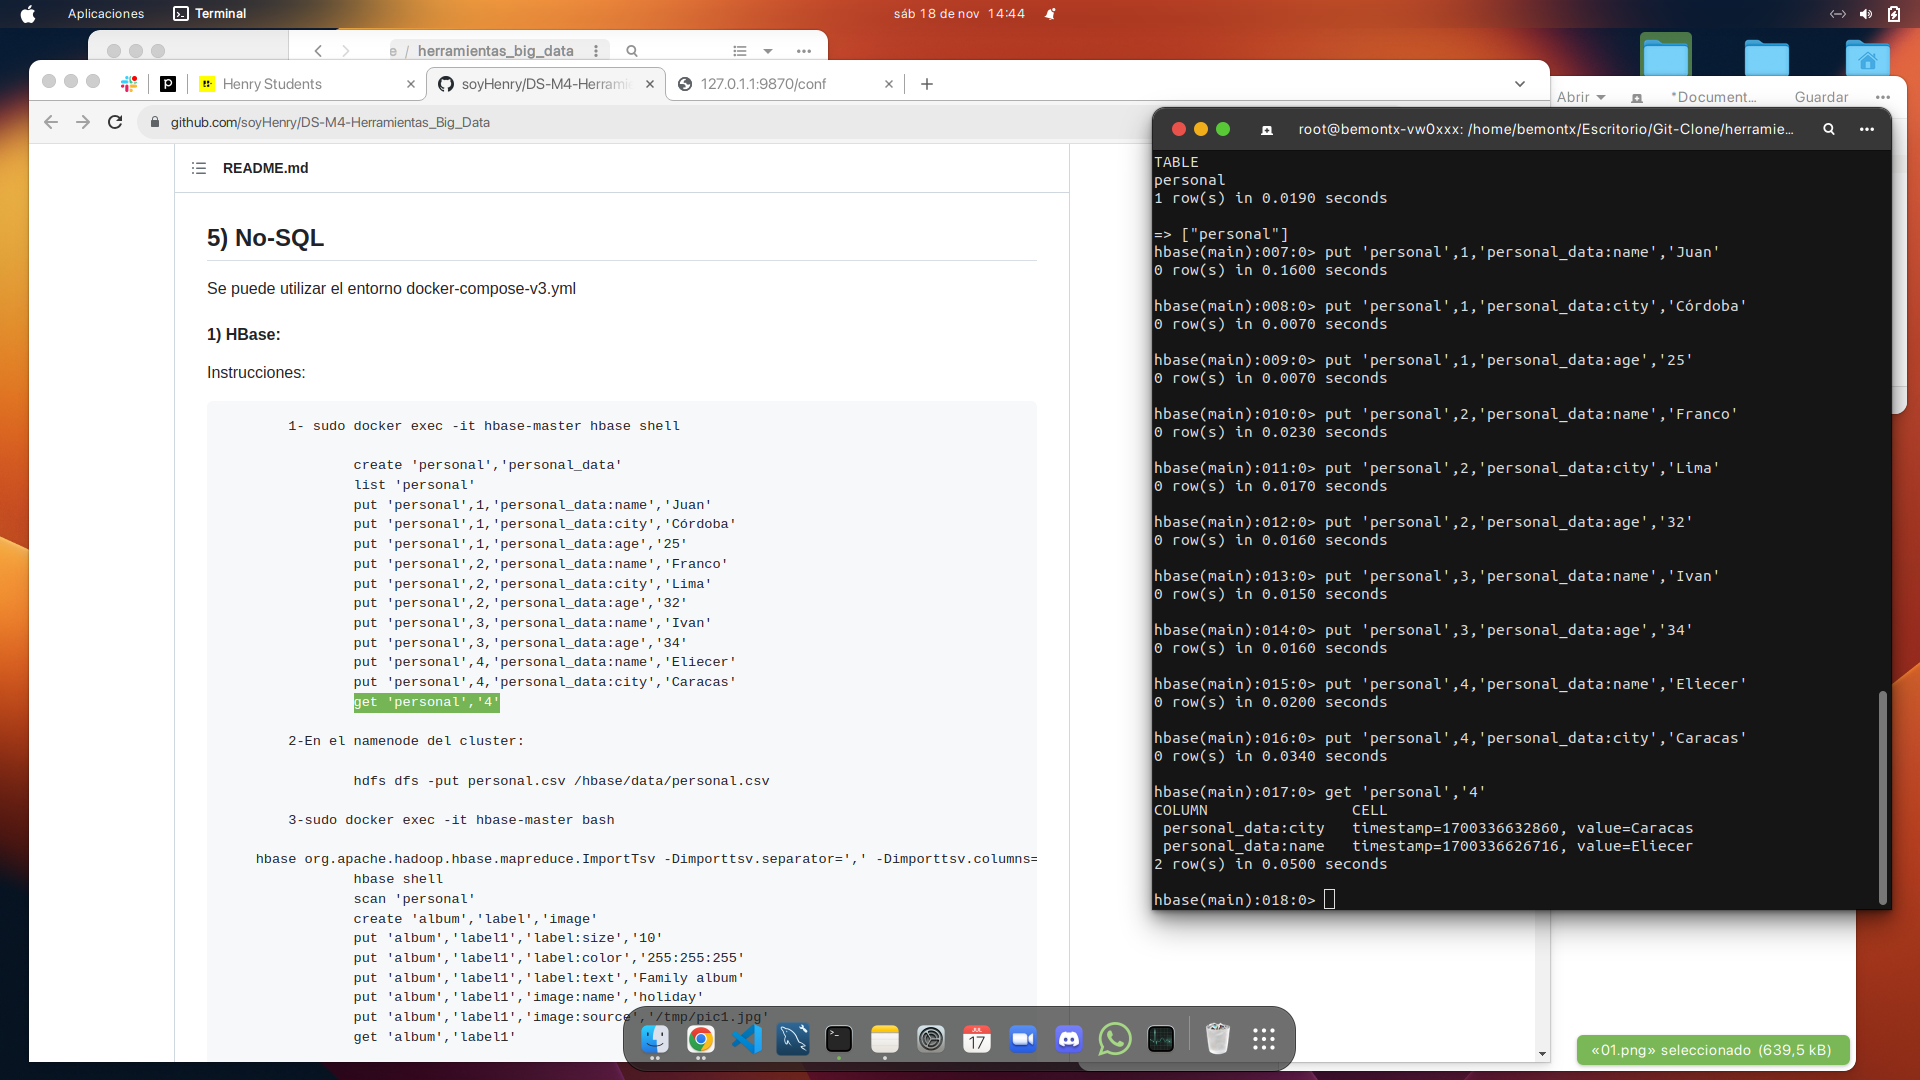 Aplicaciones
Terminal
sáb 18 de nov 14:44
e / herramientas_big_data
Henry Students
soyHenry/DS-M4-Herrami
127.0.1.1:9870/conf
github.com/soyHenry/DS-M4-Herramientas_Big_Data
README.md
5) No-SQL
Se puede utilizar el entorno docker-compose-v3.yml
1) HBase:
Instrucciones:
1- sudo docker exec -it hbase-master hbase shell
create 'personal','personal_data'
list 'personal'
put 'personal',1,'personal_data:name','Juan'
put 'personal',1,'personal_data:city','Córdoba'
put 'personal',1,'personal_data:age','25'
put 'personal',2,'personal_data:name','Franco'
put 'personal',2,'personal_data:city','Lima'
put 'personal',2,'personal_data:age','32'
put 'personal',3,'personal_data:name','Ivan'
put 'personal',3,'personal_data:age','34'
put 'personal',4,'personal_data:name','Eliecer'
put 'personal',4,'personal_data:city','Caracas'
get 'personal','4'
2-En el namenode del cluster:
hdfs dfs -put personal.csv /hbase/data/personal.csv
3-sudo docker exec -it hbase-master bash
hbase org.apache.hadoop.hbase.mapreduce.ImportTsv -Dimporttsv.separator=',' -Dimporttsv.columns=
hbase shell
scan 'personal'
create 'album','label','image'
put 'album','label1','label:size','10'
put 'album','label1','label:color','255:255:255'
put 'album','label1','label:text','Family album'
put 'album','label1','image:name','holiday'
put 'album','label1','image:source','/tmp/pic1.jpg'
get 'album','label1'
Abrir
*Document...
Guardar
root@bemontx-vw0xxx: /home/bemontx/Escritorio/Git-Clone/herramie...
TABLE
personal
1 row(s) in 0.0190 seconds
=> ["personal"]
hbase(main):007:0> put 'personal',1,'personal_data:name','Juan'
0 row(s) in 0.1600 seconds
hbase(main):008:0> put 'personal',1,'personal_data:city','Córdoba'
0 row(s) in 0.0070 seconds
hbase(main):009:0> put 'personal',1,'personal_data:age','25'
0 row(s) in 0.0070 seconds
hbase(main):010:0> put 'personal',2,'personal_data:name','Franco'
0 row(s) in 0.0230 seconds
hbase(main):011:0> put 'personal',2,'personal_data:city','Lima'
0 row(s) in 0.0170 seconds
hbase(main):012:0> put 'personal',2,'personal_data:age','32'
0 row(s) in 0.0160 seconds
hbase(main):013:0> put 'personal',3,'personal_data:name','Ivan'
0 row(s) in 0.0150 seconds
hbase(main):014:0> put 'personal',3,'personal_data:age','34'
0 row(s) in 0.0160 seconds
hbase(main):015:0> put 'personal',4,'personal_data:name','Eliecer'
0 row(s) in 0.0200 seconds
hbase(main):016:0> put 'personal',4,'personal_data:city','Caracas'
0 row(s) in 0.0340 seconds
hbase(main):017:0> get 'personal','4'
COLUMN CELL
personal_data:city timestamp=1700336632860, value=Caracas
personal_data:name timestamp=1700336626716, value=Eliecer
2 row(s) in 0.0500 seconds
hbase(main):018:0>
JUL
17
«01.png» seleccionado (639,5 kB)